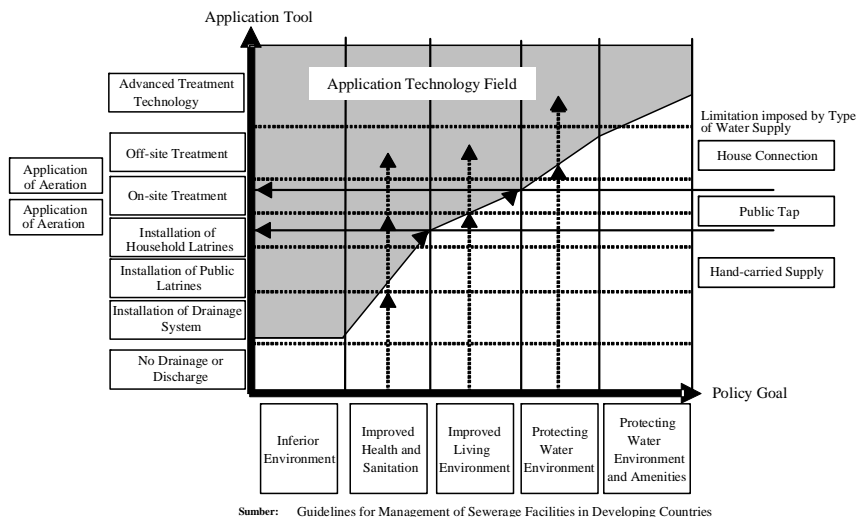 Application Tool
Application Technology Field
Advanced Treatment
Technology
Off-site Treatment
Application
of Aeration
On-site Treatment
Application
of Aeration
Installation of
Household Latrines
Installation of Public
Latrines
Installation of Drainage
System
No Drainage or
Discharge
Limitation imposed by Type
of Water Supply
House Connection
Public Tap
Hand-carried Supply
Policy Goal
Inferior
Environment
Improved
Health and
Sanitation
Improved
Living
Environment
Protecting
Water
Environment
Protecting
Water
Environment
and Amenities
Sumber: Guidelines for Management of Sewerage Facilities in Developing Countries